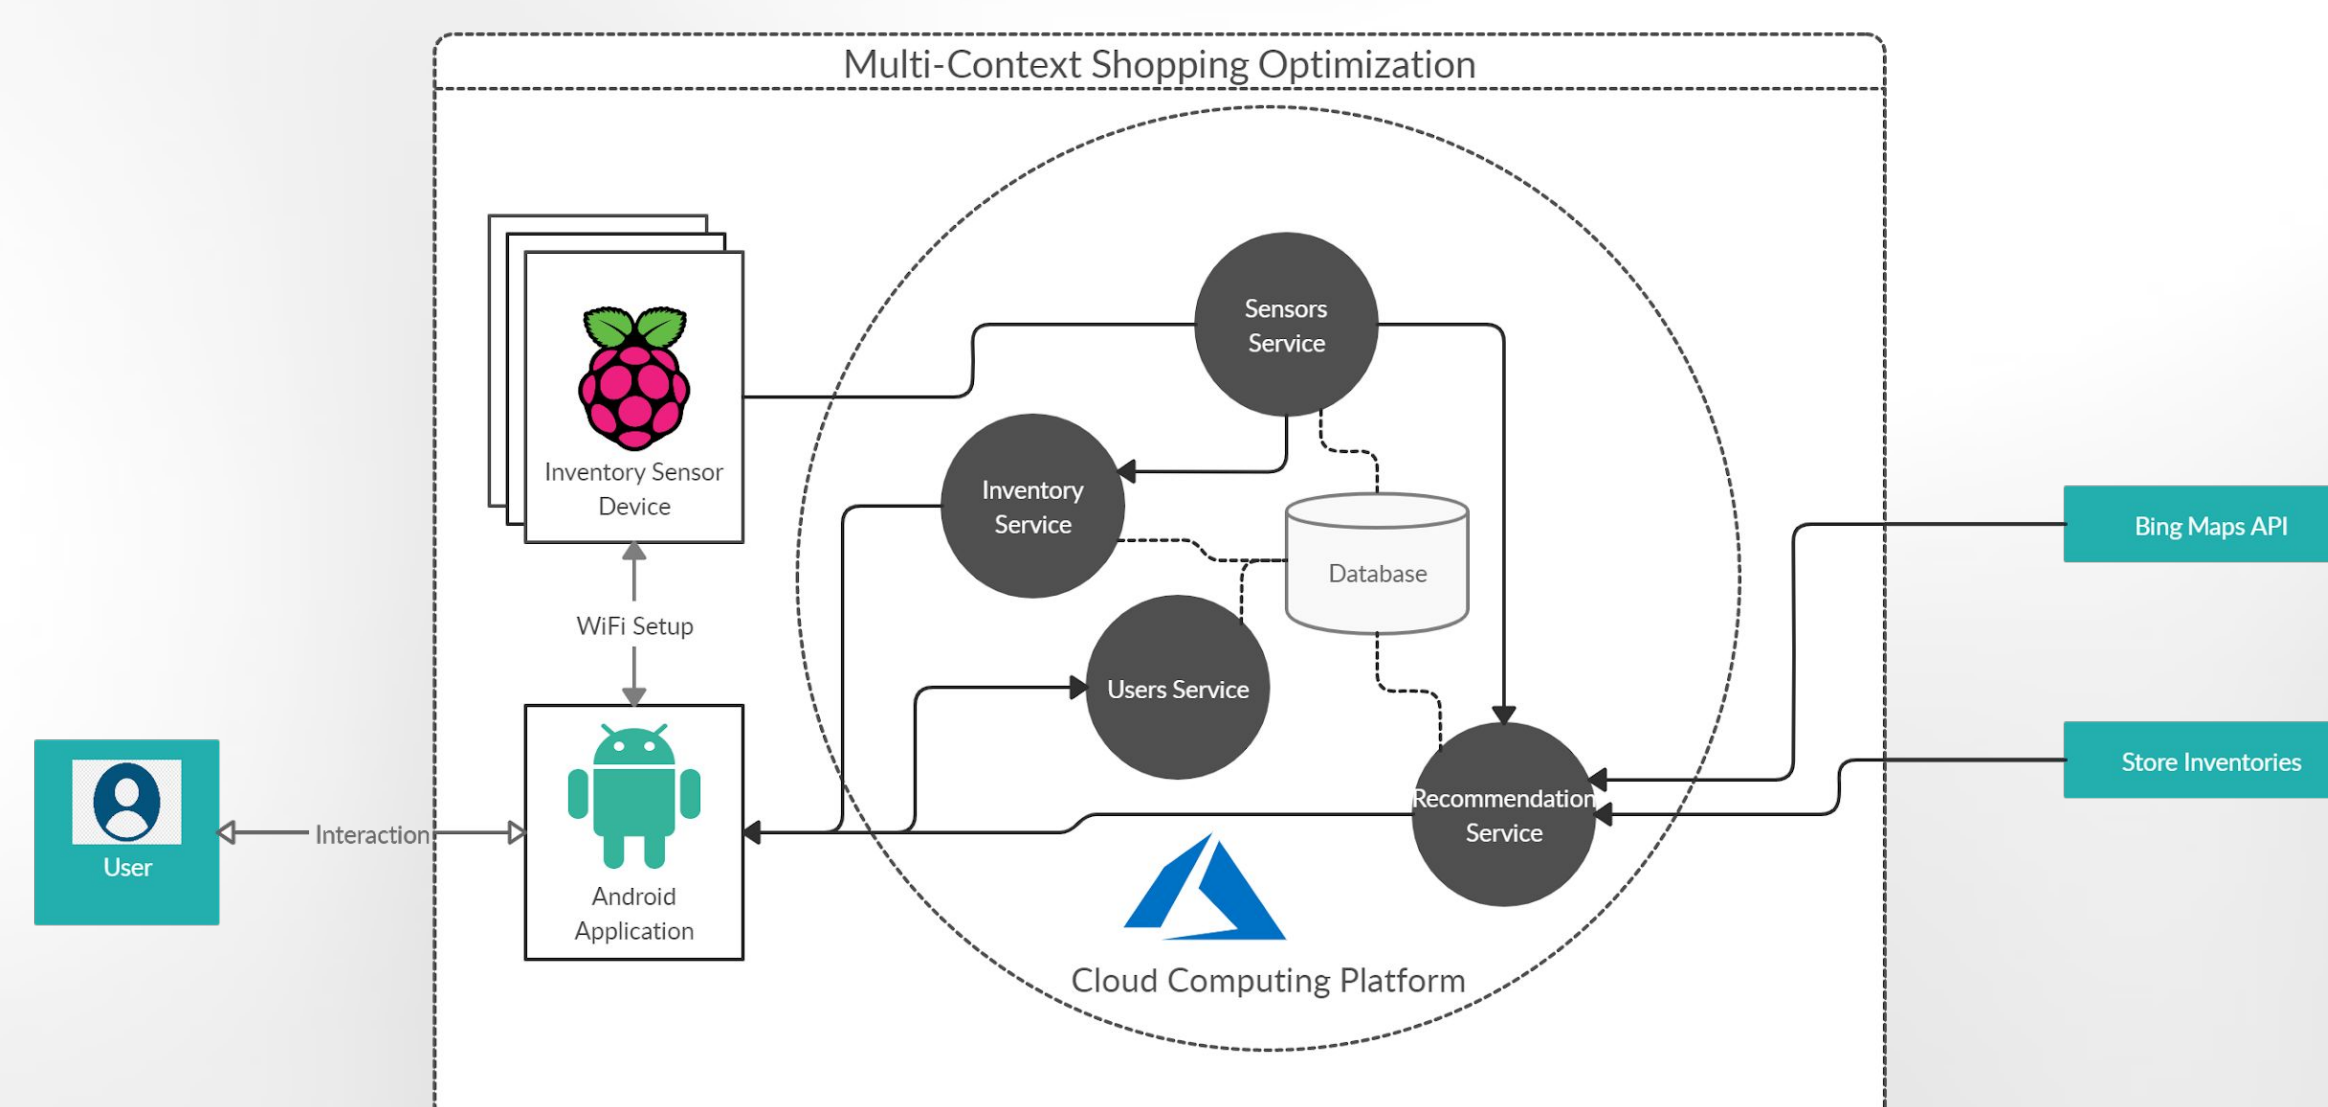 Multi-Context Shopping Optimization
Sensors
Service
Inventory Sensor
Device
Inventory
Service
Bing Maps API
Database
WiFi Setup
Users Service
Store Inventories
Recommendation
Service
Interaction
User
Android
Application
Cloud Computing Platform